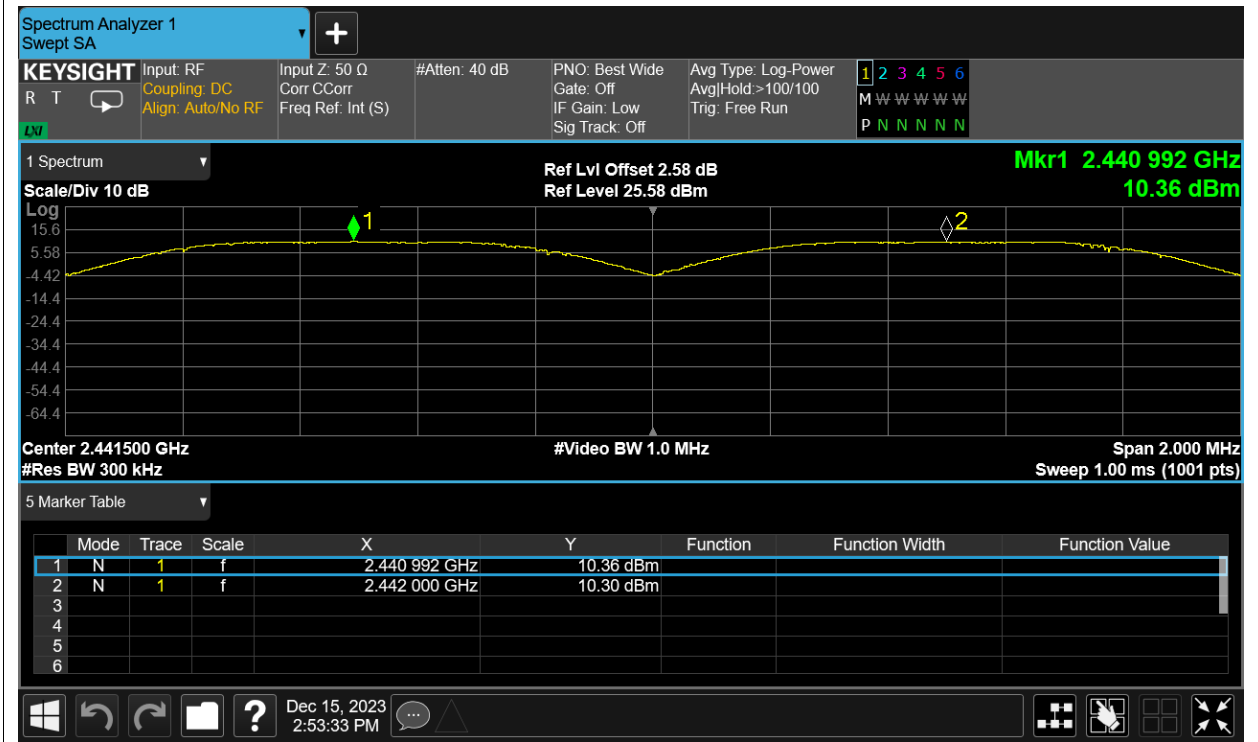 Spectrum Analyzer 1
Swept SA
KEYSIGHT
R T
LXI
Input: RF
Coupling: DC
Align: Auto/No RF
Input Z: 50 Ω
Corr CCorr
Freq Ref: Int (S)
#Atten: 40 dB
PNO: Best Wide
Gate: Off
IF Gain: Low
Sig Track: Off
Avg Type: Log-Power
Avg|Hold:>100/100
Trig: Free Run
1 2 3 4 5 6
M W W W W W
P N N N N N
1 Spectrum
Scale/Div 10 dB
Ref Lvl Offset 2.58 dB
Ref Level 25.58 dBm
Mkr1 2.440 992 GHz
10.36 dBm
Log
15.6
5.58
-4.42
-14.4
-24.4
-34.4
-44.4
-54.4
-64.4
1
2
Center 2.441500 GHz
#Res BW 300 kHz
#Video BW 1.0 MHz
Span 2.000 MHz
Sweep 1.00 ms (1001 pts)
5 Marker Table
Mode Trace Scale X Y Function Function Width Function Value
1 N 1 f 2.440 992 GHz 10.36 dBm
2 N 1 f 2.442 000 GHz 10.30 dBm
3
4
5
6
?
Dec 15, 2023
2:53:33 PM